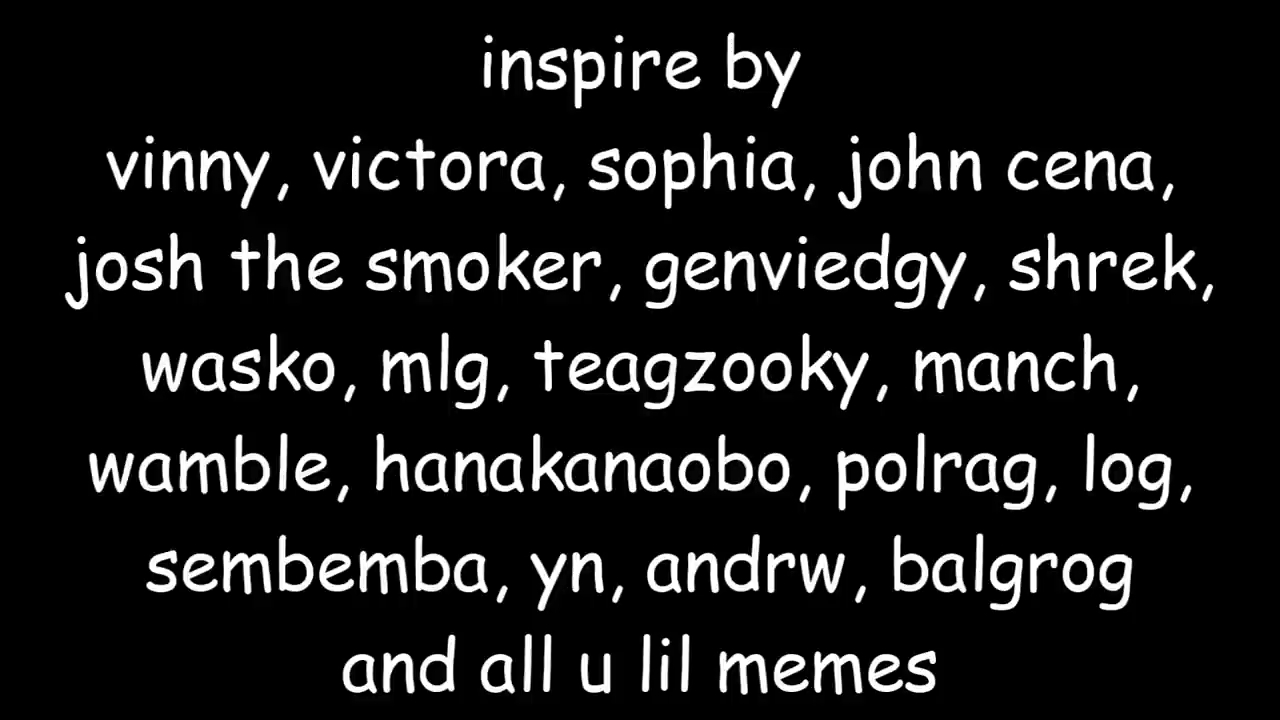 inspire by
vinny, victora, sophia, john cena,
josh the smoker, genviedgy, shrek,
wasko, mlg, teagzooky, manch,
wamble, hanakanaobo, polrag, log,
sembemba, yn, andrw, balgrog
and all u lil memes